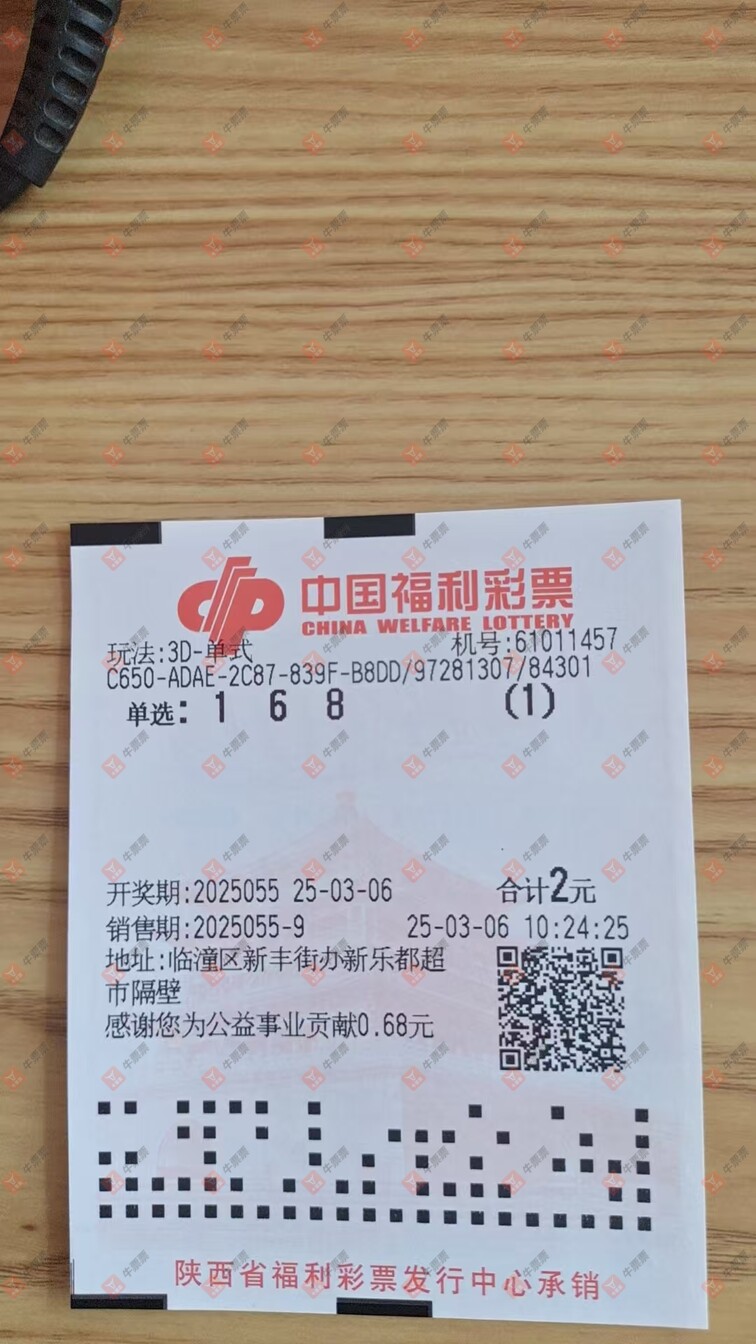 中国福利彩票
CHINA WELFARE LOTTERY
玩法:3D-单式 机号:61011457
C650-ADAE-2C87-839F-B8DD/97281307/84301
单选: 1 6 8 (1)
开奖期:2025055 25-03-06 合计2元
销售期:2025055-9 25-03-06 10:24:25
地址:临潼区新丰街办新乐都超
市隔壁
感谢您为公益事业贡献0.68元
陕西省福利彩票发行中心承销